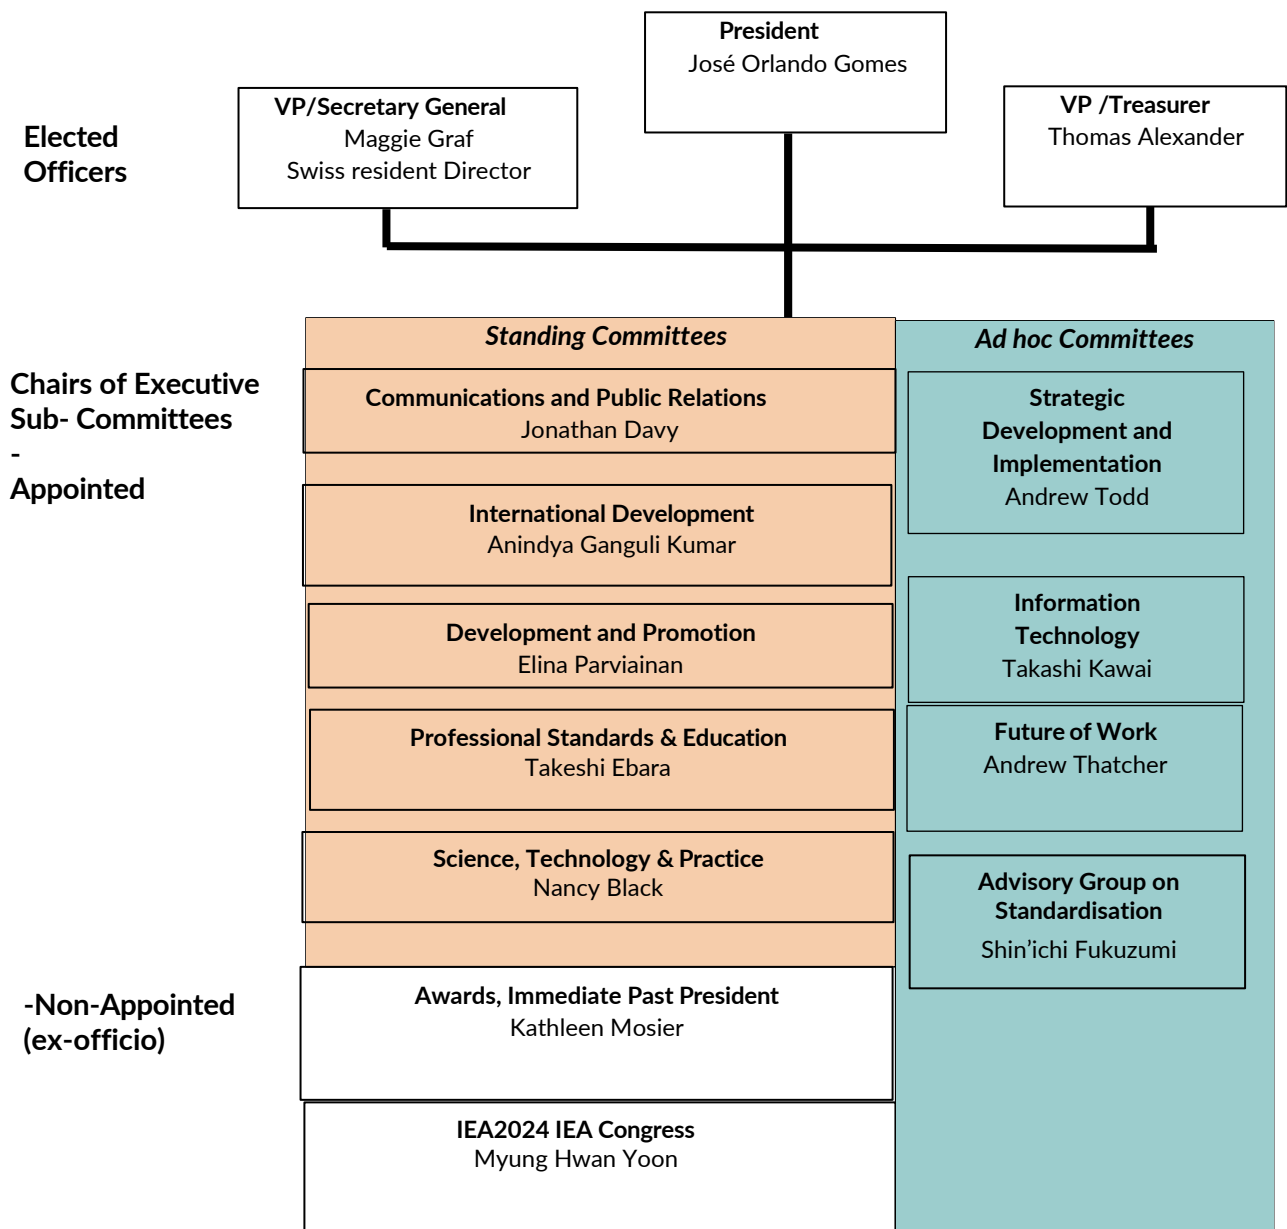 President
José Orlando Gomes
VP/Secretary General
Maggie Graf
Swiss resident Director
VP /Treasurer
Thomas Alexander
Elected
Officers
Standing Committees
Ad hoc Committees
Chairs of Executive
Sub- Committees
-
Appointed
Communications and Public Relations
Jonathan Davy
International Development
Anindya Ganguli Kumar
Development and Promotion
Elina Parviainan
Professional Standards & Education
Takeshi Ebara
Science, Technology & Practice
Nancy Black
Strategic
Development and
Implementation
Andrew Todd
Information
Technology
Takashi Kawai
Future of Work
Andrew Thatcher
Advisory Group on
Standardisation
Shin’ichi Fukuzumi
-Non-Appointed
(ex-officio)
Awards, Immediate Past President
Kathleen Mosier
IEA2024 IEA Congress
Myung Hwan Yoon